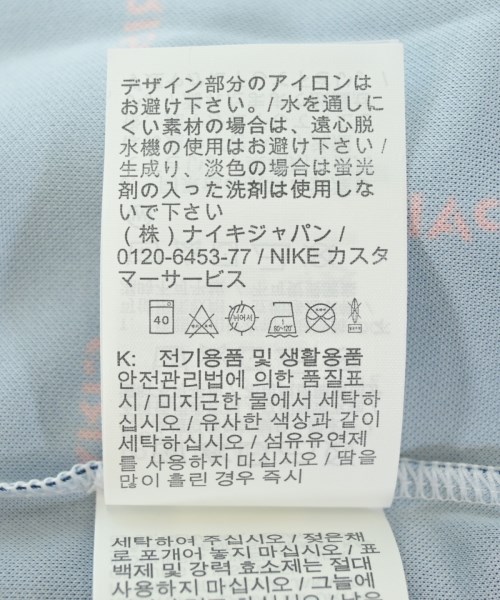 デザイン部分のアイロンは
お避け下さい。/ 水を通しに
くい素材の場合は、遠心脱
水機の使用はお避け下さい /
生成り、淡色の場合は蛍光
剤の入った洗剤は使用しな
いで下さい
(株) ナイキジャパン /
0120-6453-77 / NIKE カスタ
マーサービス
40
K: 전기용품 및 생활용품
안전관리법에 의한 품질표
시 / 미지근한 물에서 세탁하
십시오 / 유사한 색상과 같이
세탁하십시오 / 섬유유연제
를 사용하지 마십시오 / 땀을
많이 흘린 경우 즉시
세탁하여 주십시오 / 젖은채
로 포개어 놓지 마십시오 / 표
백제 및 강력 효소제는 절대
사용하지 마십시오 / 그늘에